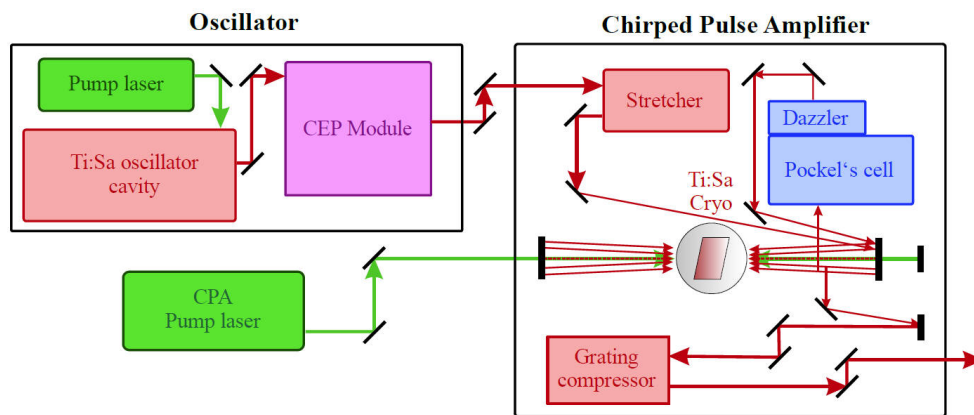 Oscillator
Pump laser
Ti:Sa oscillator
cavity
CEP Module
CPA
Pump laser
Chirped Pulse Amplifier
Stretcher
Dazzler
Pockel‘s cell
Ti:Sa
Cryo
Grating
compressor